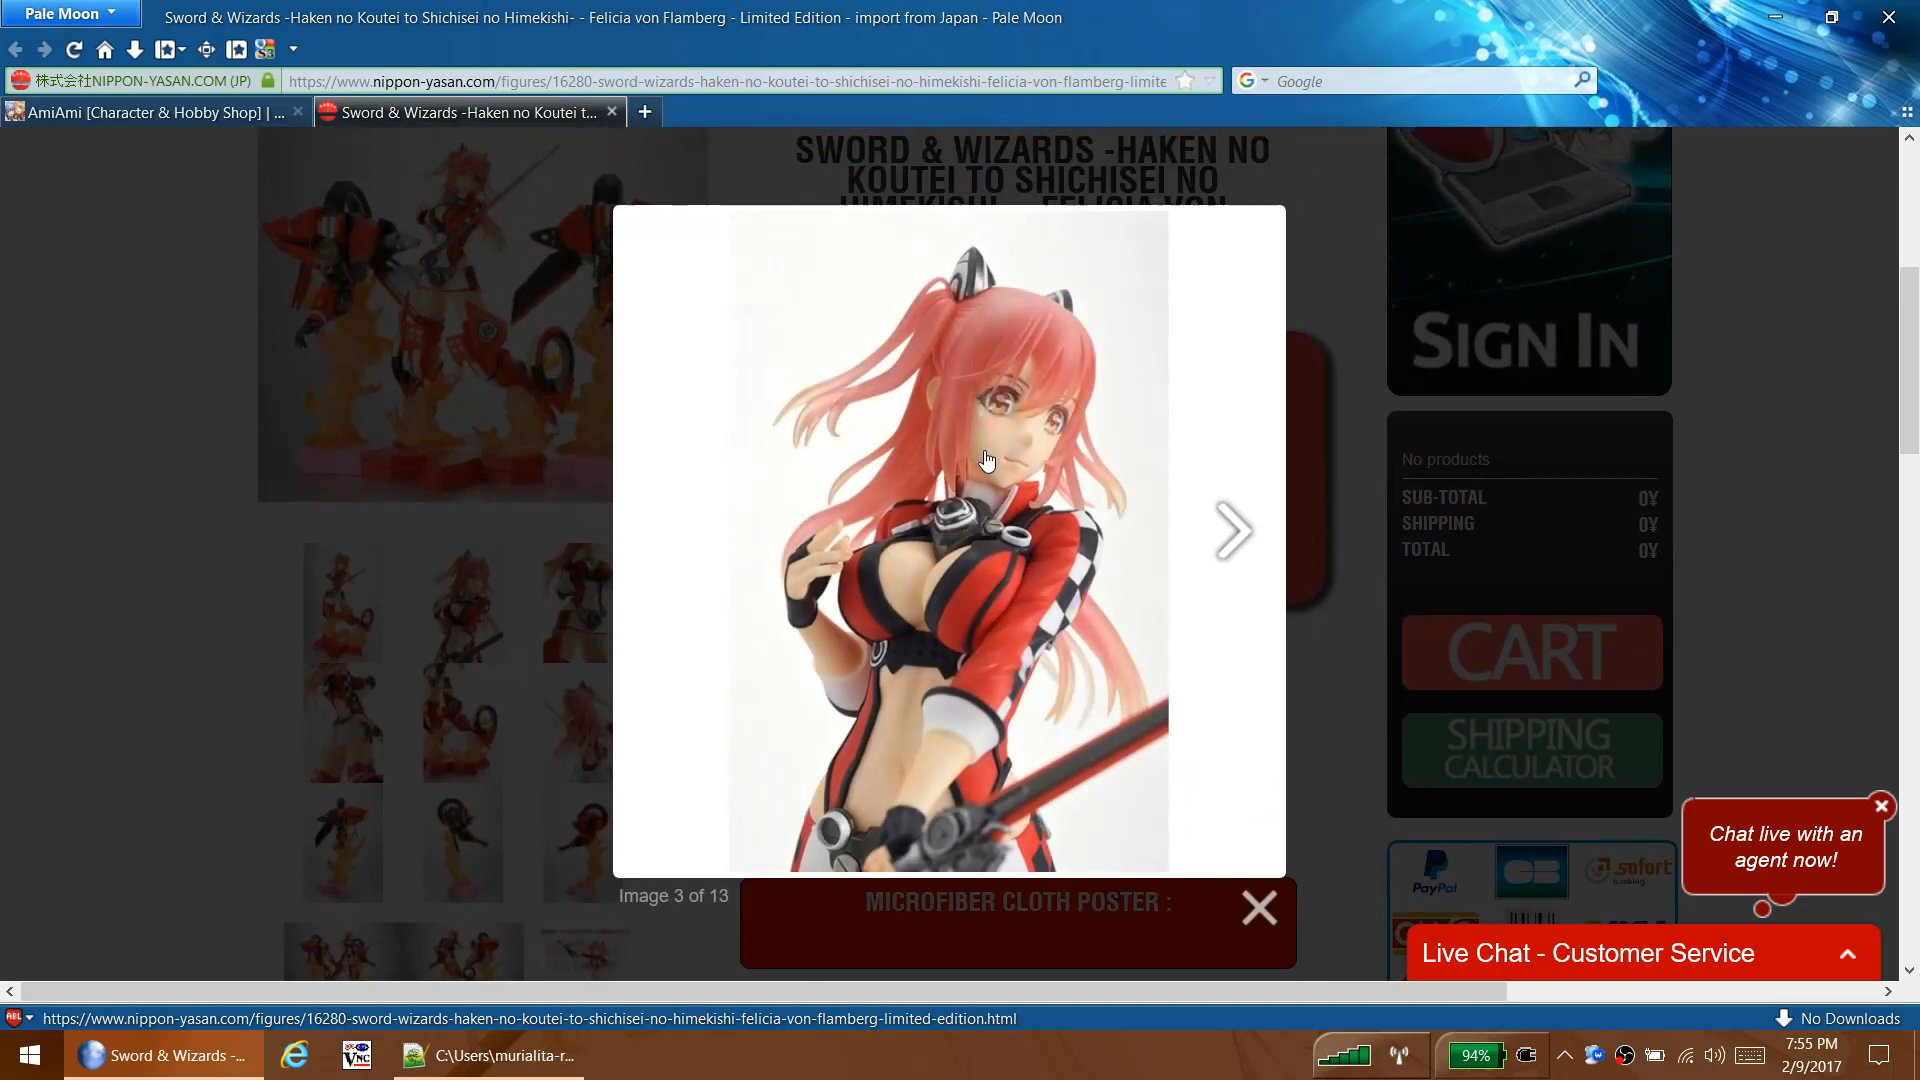 Pale Moon
Sword & Wizards -Haken no Koutei to Shichisei no Himekishi- - Felicia von Flamberg - Limited Edition - import from Japan - Pale Moon
株式会社NIPPON-YASAN.COM (JP)
https://www.nippon-yasan.com/figures/16280-sword-wizards-haken-no-koutei-to-shichisei-no-himekishi-felicia-von-flamberg-limite
Google
AmiAmi [Character & Hobby Shop] | ...
Sword & Wizards -Haken no Koutei t...
SWORD & WIZARDS -HAKEN NO
KOUTEI TO SHICHISEI NO
HIMEKISHI- - FELICIA VON
SIGN IN
No products
SUB-TOTAL 0¥
SHIPPING 0¥
TOTAL 0¥
CART
SHIPPING
CALCULATOR
Chat live with an
agent now!
PayPal
CB
sofort
banking
Image 3 of 13
MICROFIBER CLOTH POSTER :
Live Chat - Customer Service
ABL
https://www.nippon-yasan.com/figures/16280-sword-wizards-haken-no-koutei-to-shichisei-no-himekishi-felicia-von-flamberg-limited-edition.html
No Downloads
Sword & Wizards -...
VNC
C:\Users\murialita-r...
94%
7:55 PM
2/9/2017